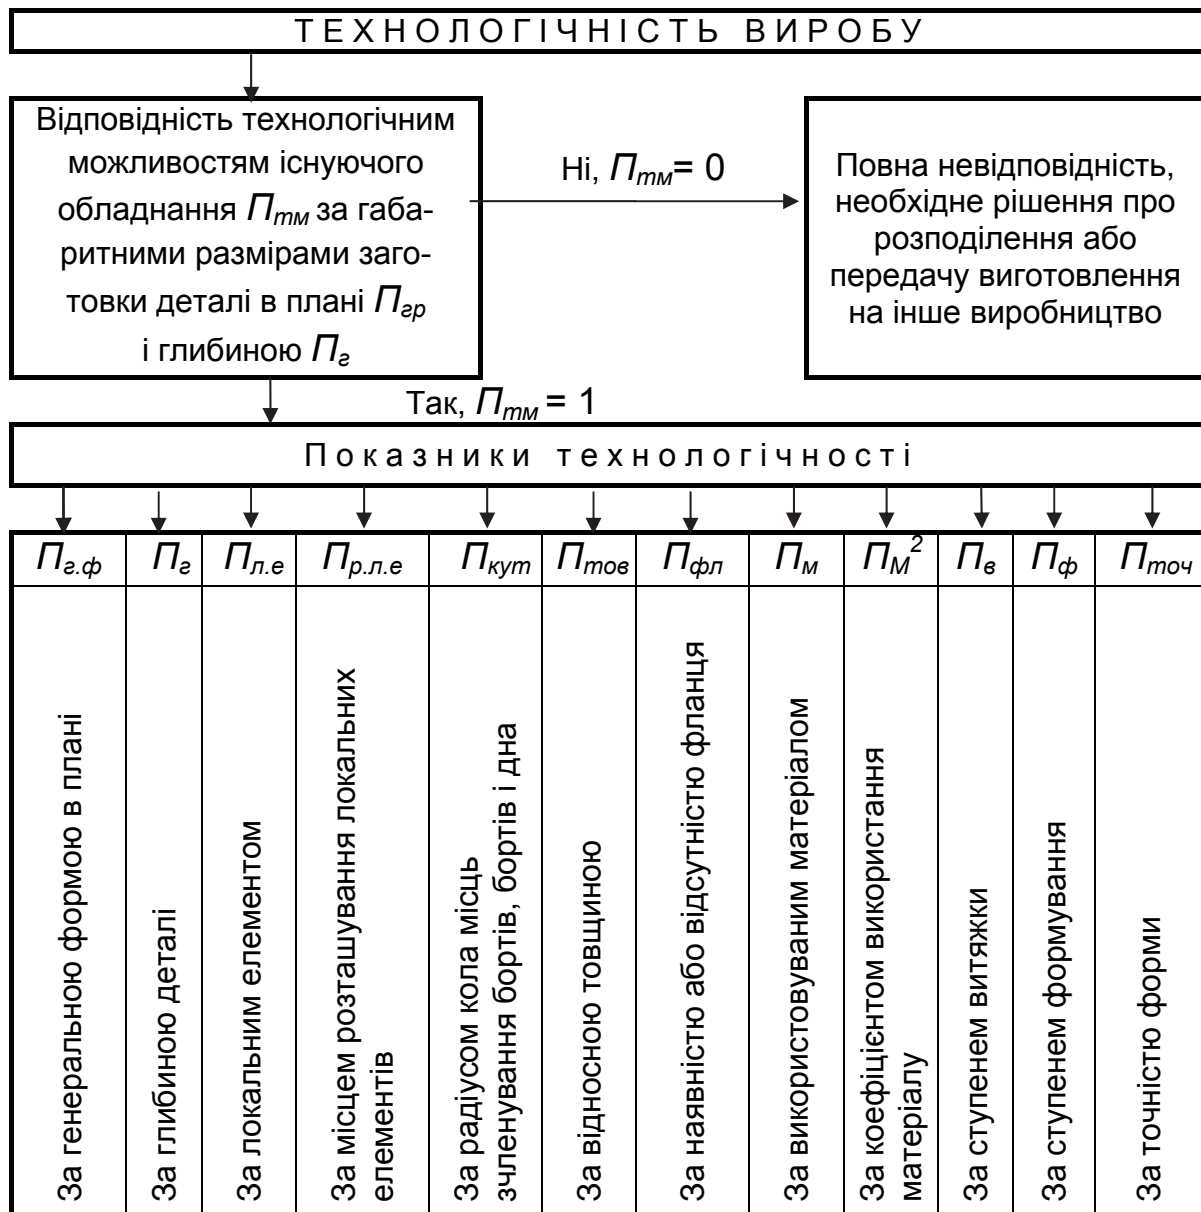 ТЕХНОЛОГІЧНІСТЬ ВИРОБУ
Відповідність технологічним
можливостям існуючого
обладнання Птм за габа-
ритними размірами заго-
товки деталі в плані Пгр
і глибиною Пг
Ні, Птм= 0
Повна невідповідність,
необхідне рішення про
розподілення або
передачу виготовлення
на інше виробництво
Так, Птм = 1
Показники технологічності
Пг.ф
Пг
Пл.е
Пр.л.е
Пкут
Птов
Пфл
Пм
ПМ²
Пв
Пф
Пточ
За генеральною формою в плані
За глибиною деталі
За локальним елементом
За місцем розташування локальних
елементів
За радіусом кола місць
зчленування бортів, бортів і дна
За відносною товщиною
За наявністю або відсутністю фланця
За використовуваним матеріалом
За коефіцієнтом використання
матеріалу
За ступенем витяжки
За ступенем формування
За точністю форми